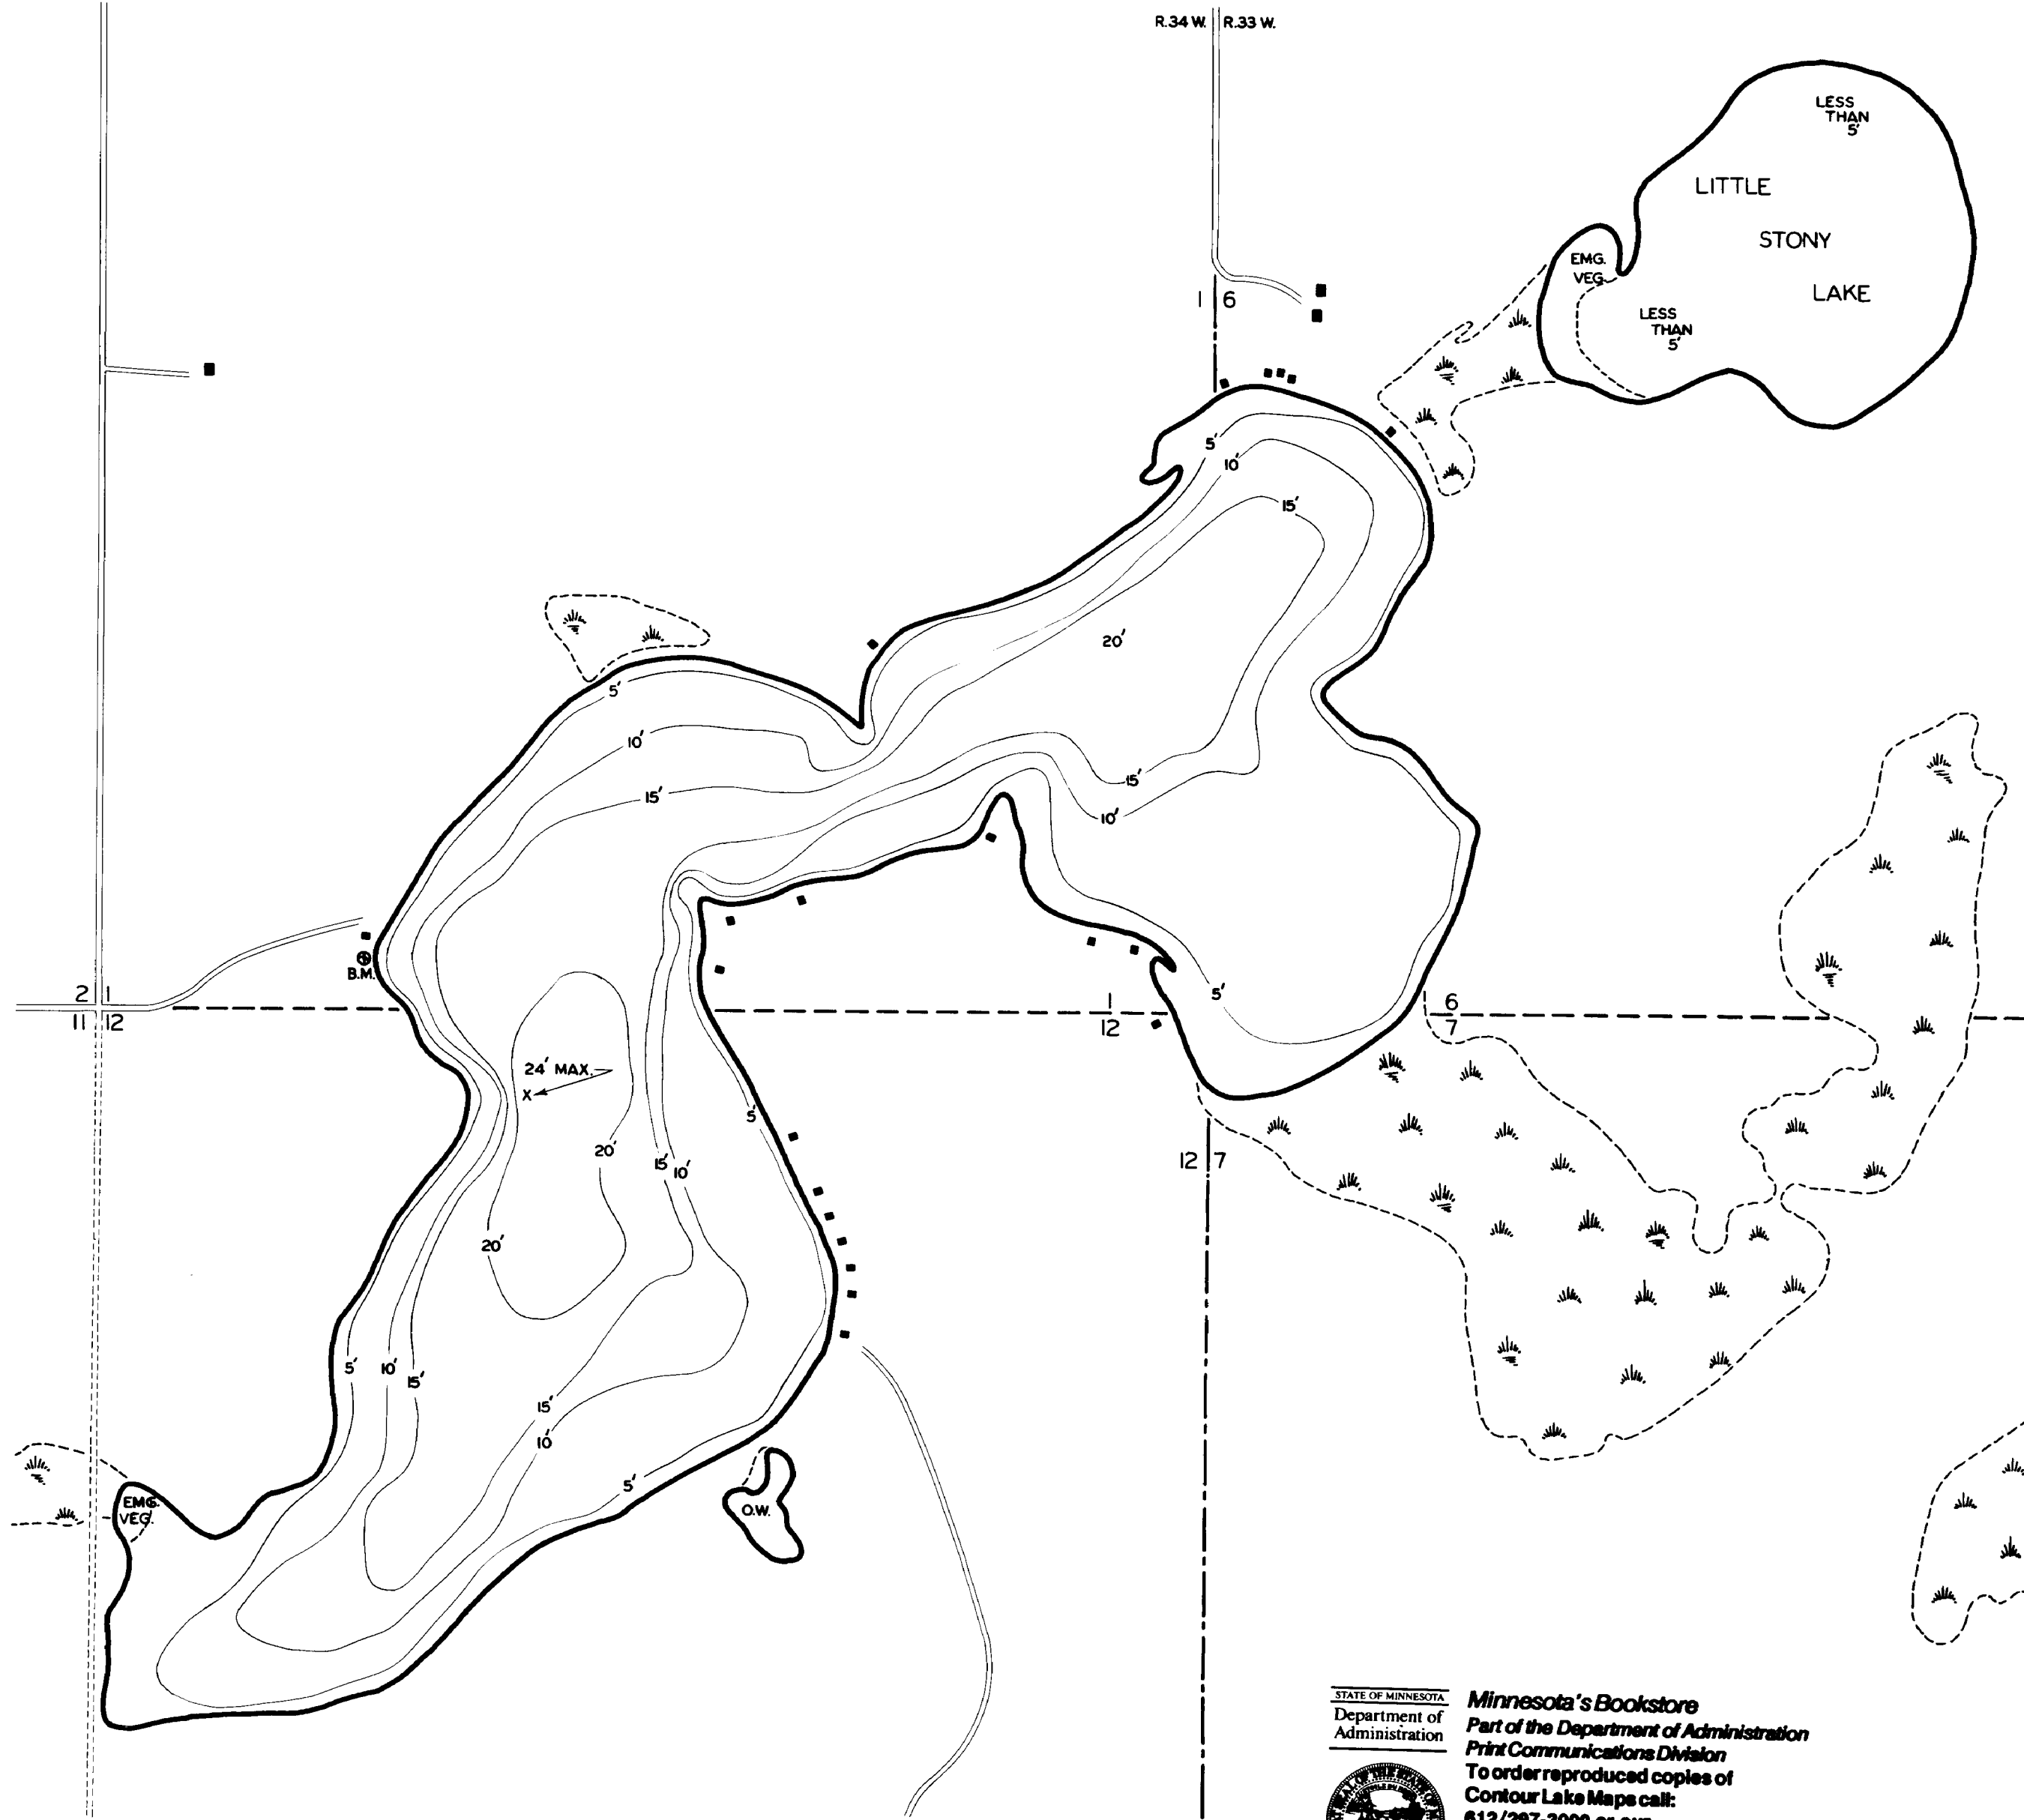 R.34 W. R.33 W.
LESS
THAN
5'
LITTLE
STONY
LAKE
EMG.
VEG.
LESS
THAN
5'
1 6
5'
10'
15'
20'
5'
10'
15'
15'
10'
B.M.
2 1
11 12
1
12
5'
6
7
24' MAX.
X
5'
20'
15'
10'
12 7
20'
5'
10'
15'
15'
10'
5'
EMG.
VEG.
O.W.
STATE OF MINNESOTA
Department of
Administration
Minnesota's Bookstore
Part of the Department of Administration
Print Communications Division
To order reproduced copies of
Contour Lake Maps call: